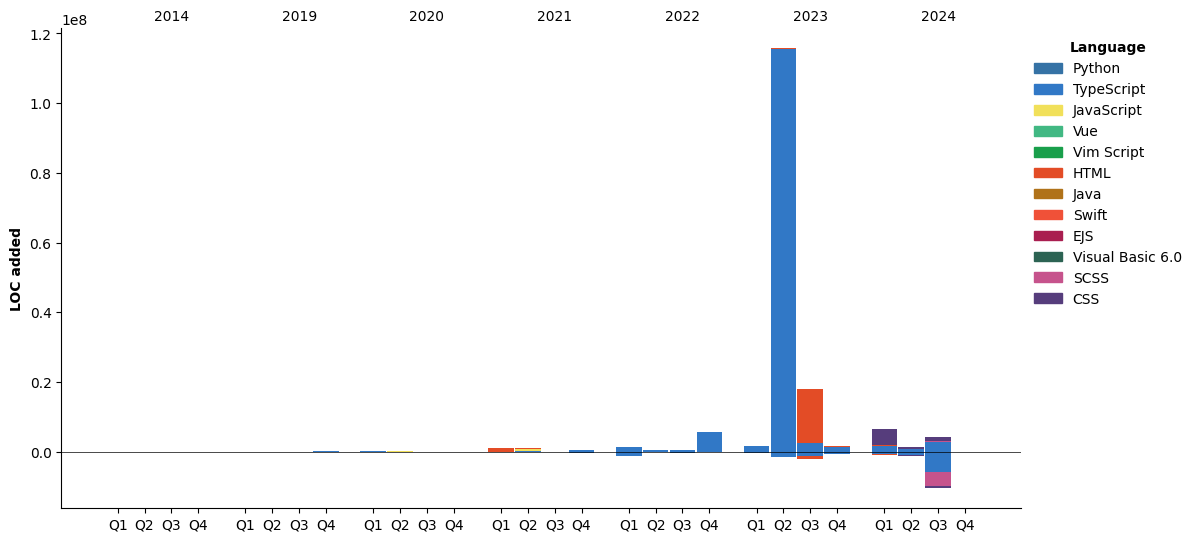 1e8
2014 2019 2020 2021 2022 2023 2024
1.2
1.0
0.8
0.6
0.4
0.2
0.0
LOC added
Q1 Q2 Q3 Q4 Q1 Q2 Q3 Q4 Q1 Q2 Q3 Q4 Q1 Q2 Q3 Q4 Q1 Q2 Q3 Q4 Q1 Q2 Q3 Q4 Q1 Q2 Q3 Q4
Language
Python
TypeScript
JavaScript
Vue
Vim Script
HTML
Java
Swift
EJS
Visual Basic 6.0
SCSS
CSS